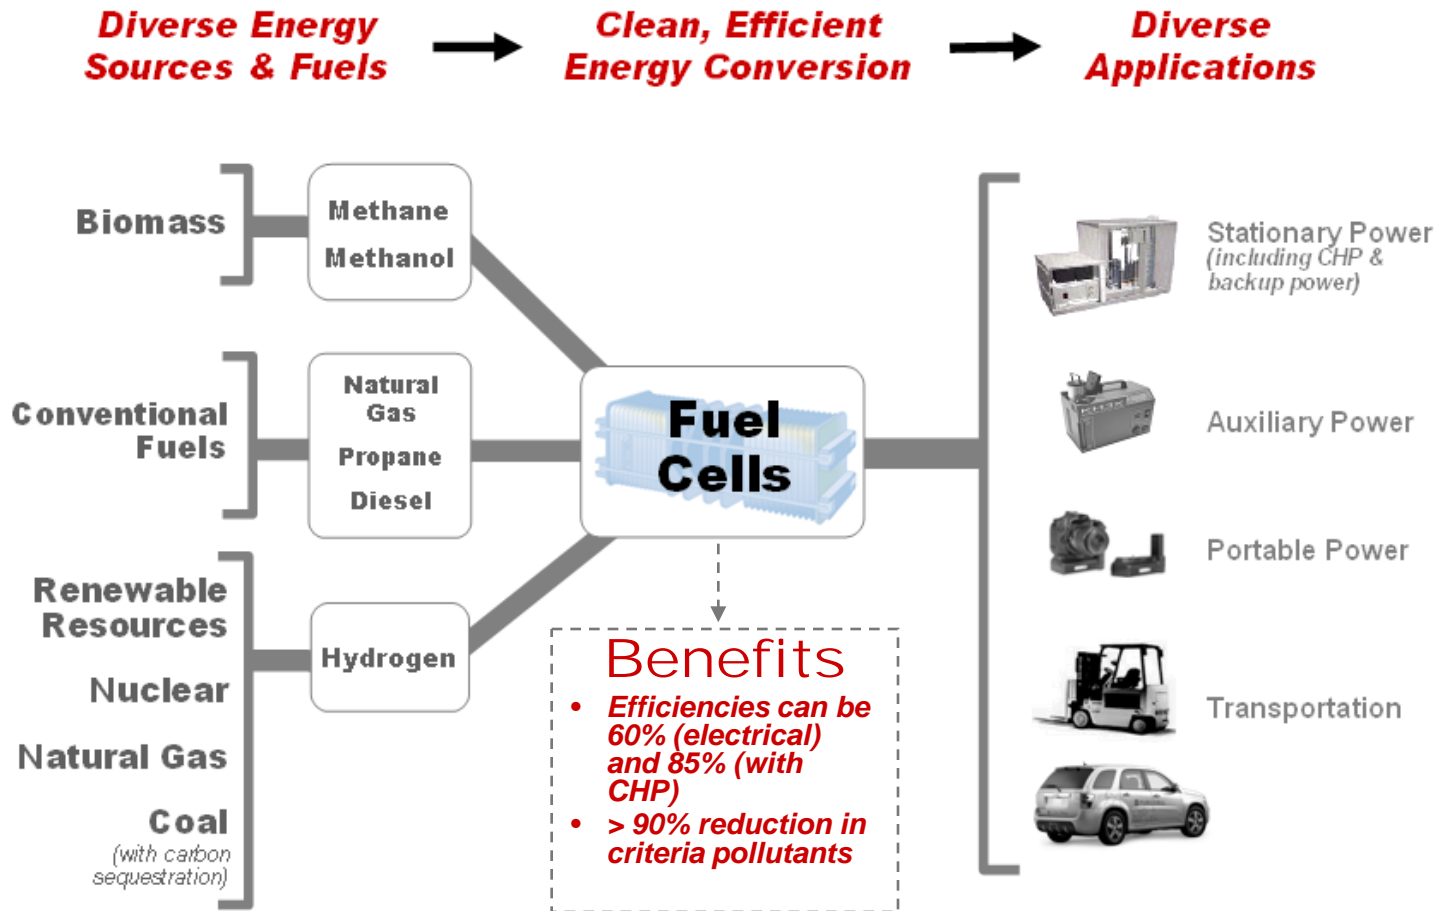 Diverse Energy
Sources & Fuels
Clean, Efficient
Energy Conversion
Diverse
Applications
Biomass
Methane
Methanol
Conventional
Fuels
Natural
Gas
Propane
Diesel
Renewable
Resources
Nuclear
Natural Gas
Coal
(with carbon
sequestration)
Hydrogen
Fuel
Cells
Benefits
• Efficiencies can be
60% (electrical)
and 85% (with
CHP)
• > 90% reduction in
criteria pollutants
Stationary Power
(including CHP &
backup power)
Auxiliary Power
Portable Power
Transportation